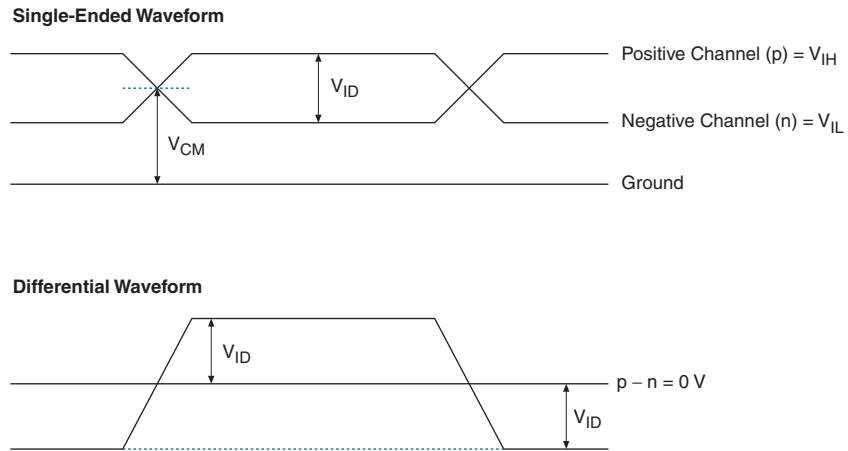 Single-Ended Waveform
Positive Channel (p) = VIH
VID
Negative Channel (n) = VIL
VCM
Ground
Differential Waveform
VID
p − n = 0 V
VID